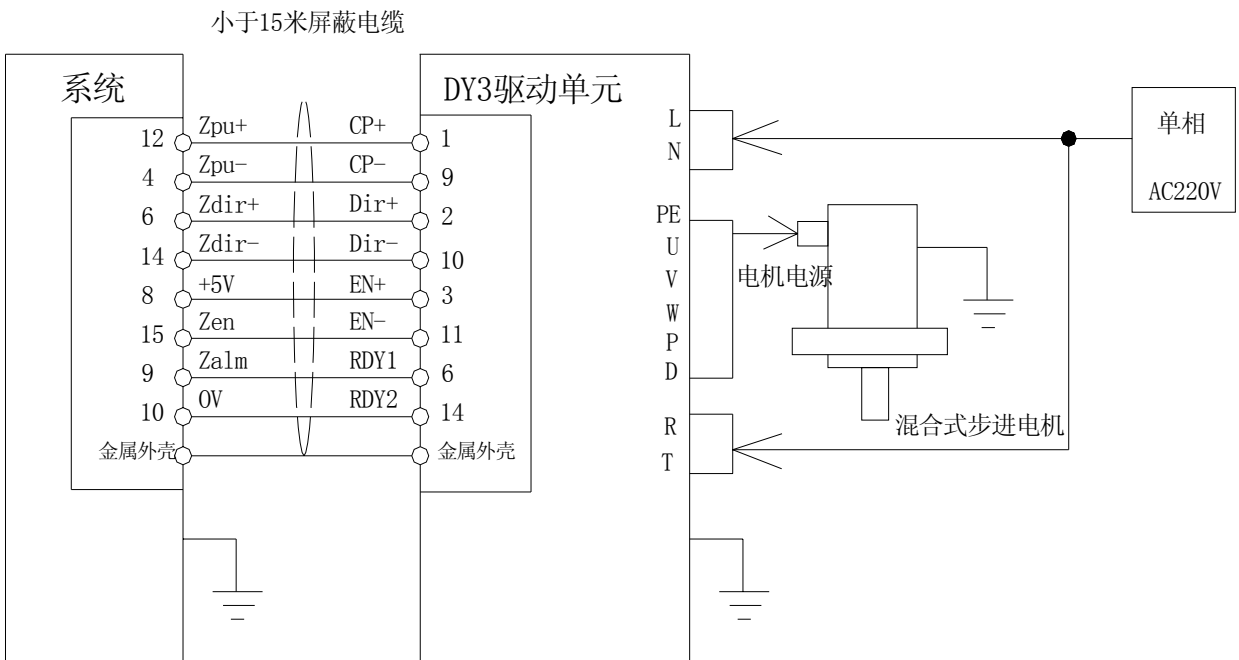 小于15米屏蔽电缆
系统
DY3驱动单元
12 Zpu+ CP+ 1
4 Zpu- CP- 9
6 Zdir+ Dir+ 2
14 Zdir- Dir- 10
8 +5V EN+ 3
15 Zen EN- 11
9 Zalm RDY1 6
10 0V RDY2 14
金属外壳 金属外壳
L
N
PE
U
V
W
P
D
R
T
电机电源
混合式步进电机
单相
AC220V